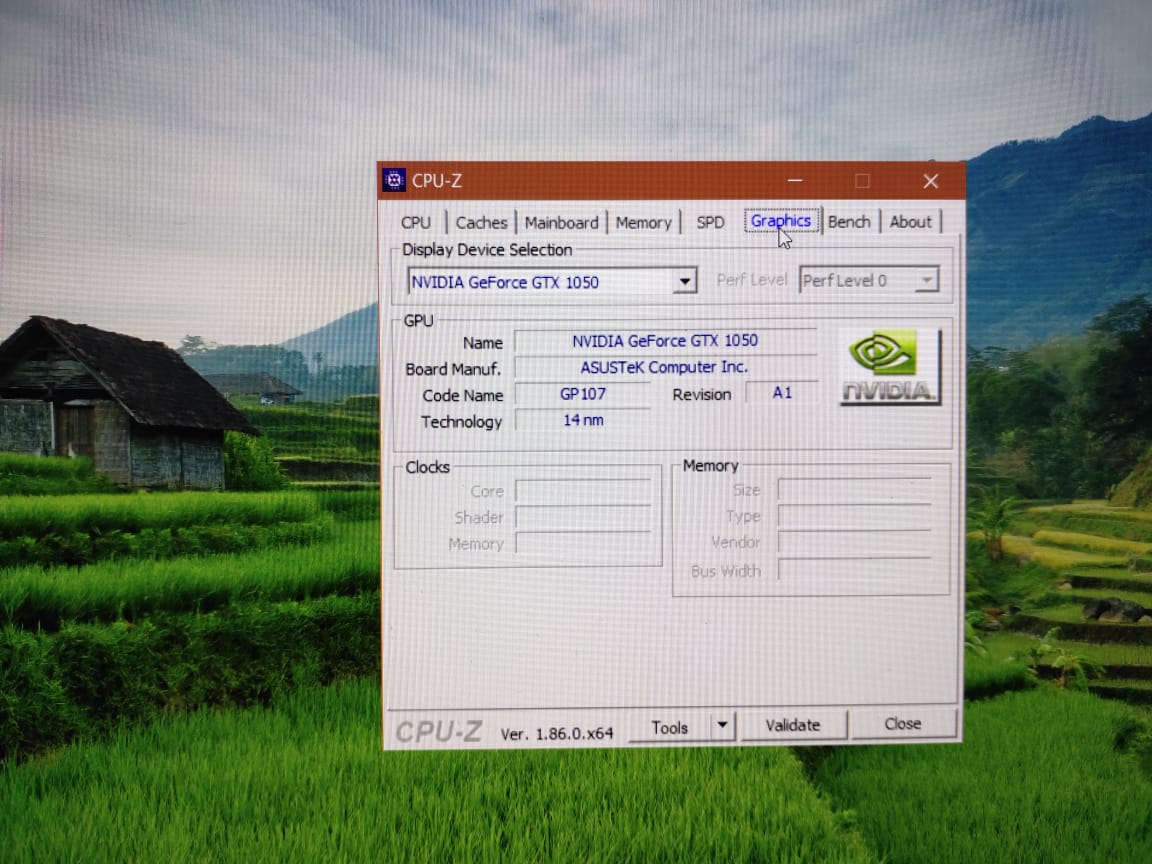 CPU-Z
CPU Caches Mainboard Memory SPD Graphics Bench About
Display Device Selection
NVIDIA GeForce GTX 1050 Perf Level Perf Level 0
GPU
Name NVIDIA GeForce GTX 1050
Board Manuf. ASUSTeK Computer Inc.
Code Name GP107 Revision A1
Technology 14 nm
NVIDIA.
Clocks
Core
Shader
Memory
Memory
Size
Type
Vendor
Bus Width
CPU-Z Ver. 1.86.0.x64 Tools Validate Close